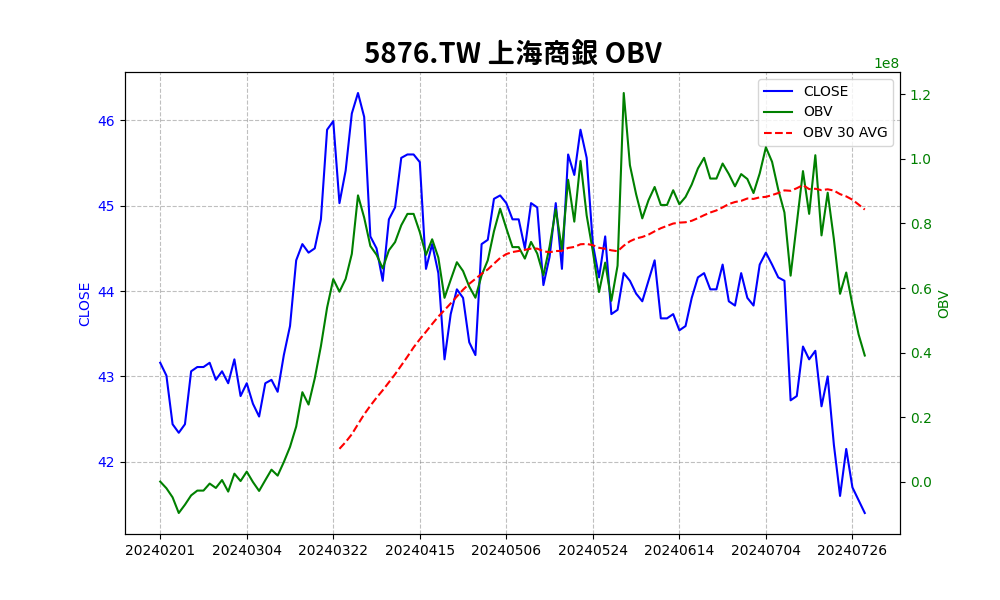 5876.TW 上海商銀 OBV
1e8
CLOSE
OBV
OBV 30 AVG
46
45
44
43
42
CLOSE
1.2
1.0
0.8
0.6
0.4
0.2
0.0
OBV
20240201 20240304 20240322 20240415 20240506 20240524 20240614 20240704 20240726